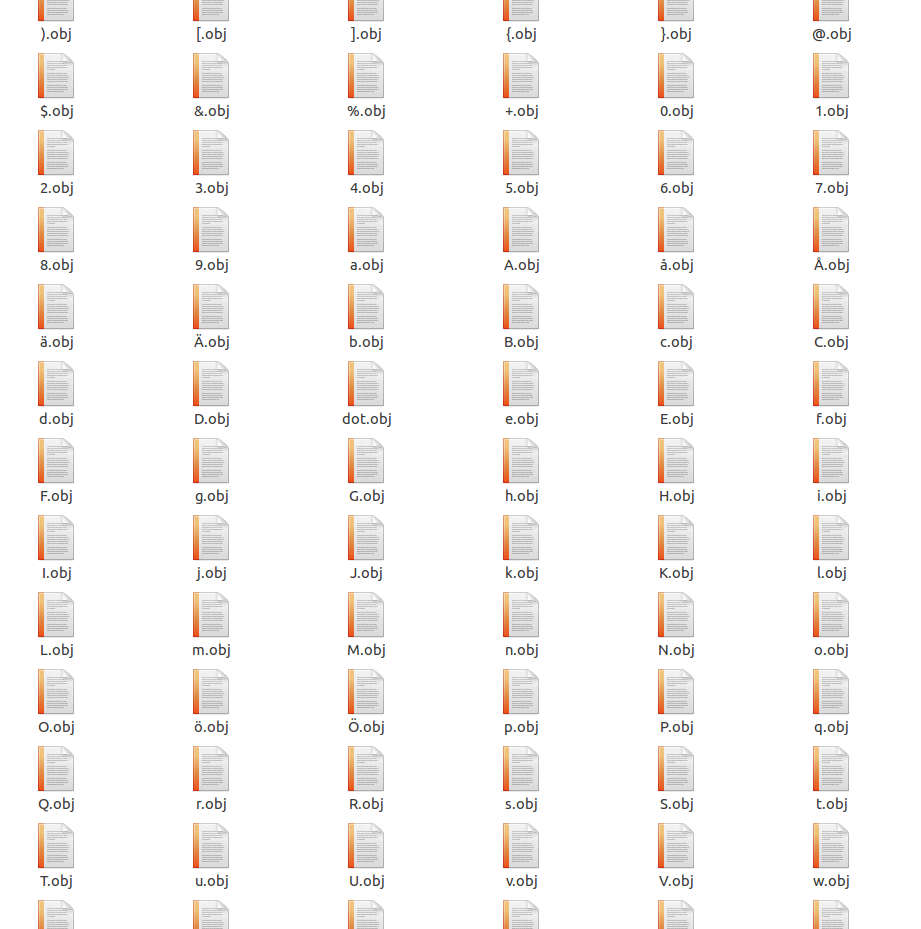 ).obj [.obj ].obj {.obj }.obj @.obj
$.obj &.obj %.obj +.obj 0.obj 1.obj
2.obj 3.obj 4.obj 5.obj 6.obj 7.obj
8.obj 9.obj a.obj A.obj å.obj Å.obj
ä.obj Ä.obj b.obj B.obj c.obj C.obj
d.obj D.obj dot.obj e.obj E.obj f.obj
F.obj g.obj G.obj h.obj H.obj i.obj
I.obj j.obj J.obj k.obj K.obj l.obj
L.obj m.obj M.obj n.obj N.obj o.obj
O.obj ö.obj Ö.obj p.obj P.obj q.obj
Q.obj r.obj R.obj s.obj S.obj t.obj
T.obj u.obj U.obj v.obj V.obj w.obj